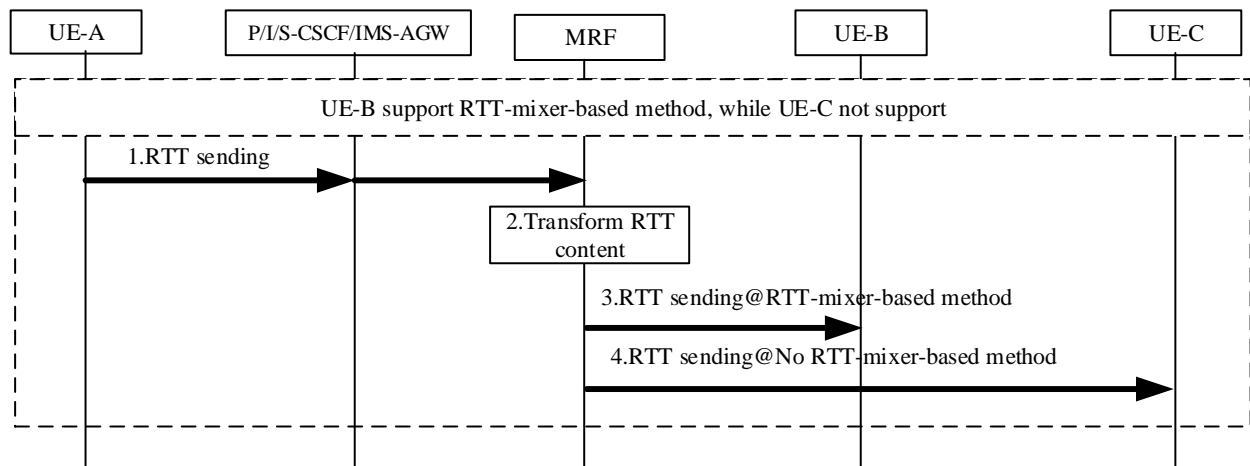 UE-A
P/I/S-CSCF/IMS-AGW
MRF
UE-B
UE-C
UE-B support RTT-mixer-based method, while UE-C not support
1.RTT sending
2.Transform RTT
content
3.RTT sending@RTT-mixer-based method
4.RTT sending@No RTT-mixer-based method